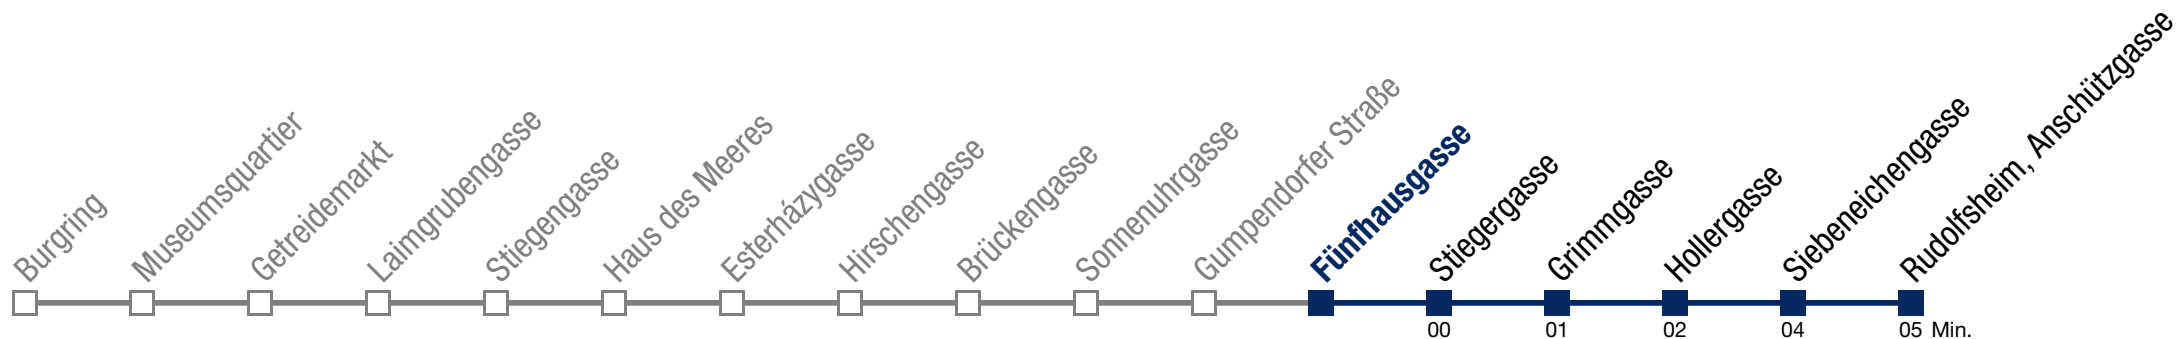 Burgring
Museumsquartier
Getreidemarkt
Laimgrubengasse
Stiegengasse
Haus des Meeres
Esterházygasse
Hirschengasse
Brückengasse
Sonnenuhrgasse
Gumpendorfer Straße
Fünfhausgasse
Stiegergasse
Grimmgasse
Hollergasse
Siebeneichengasse
Rudolfsheim, Anschützgasse
00 01 02 04 05 Min.